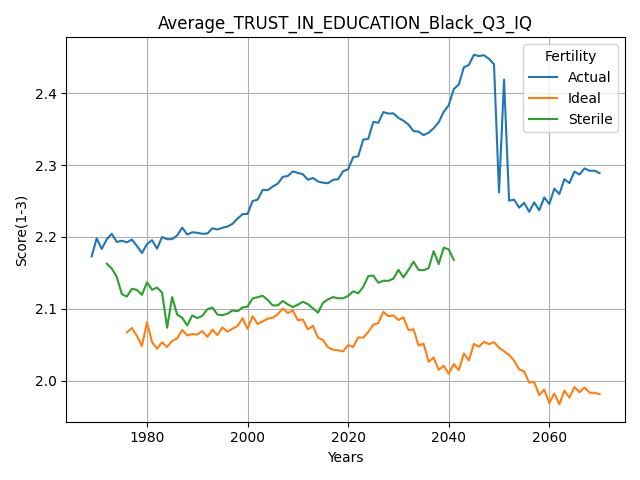 Average_TRUST_IN_EDUCATION_Black_Q3_IQ
Fertility
Actual
Ideal
Sterile
Score(1-3)
2.4
2.3
2.2
2.1
2.0
1980
2000
2020
2040
2060
Years